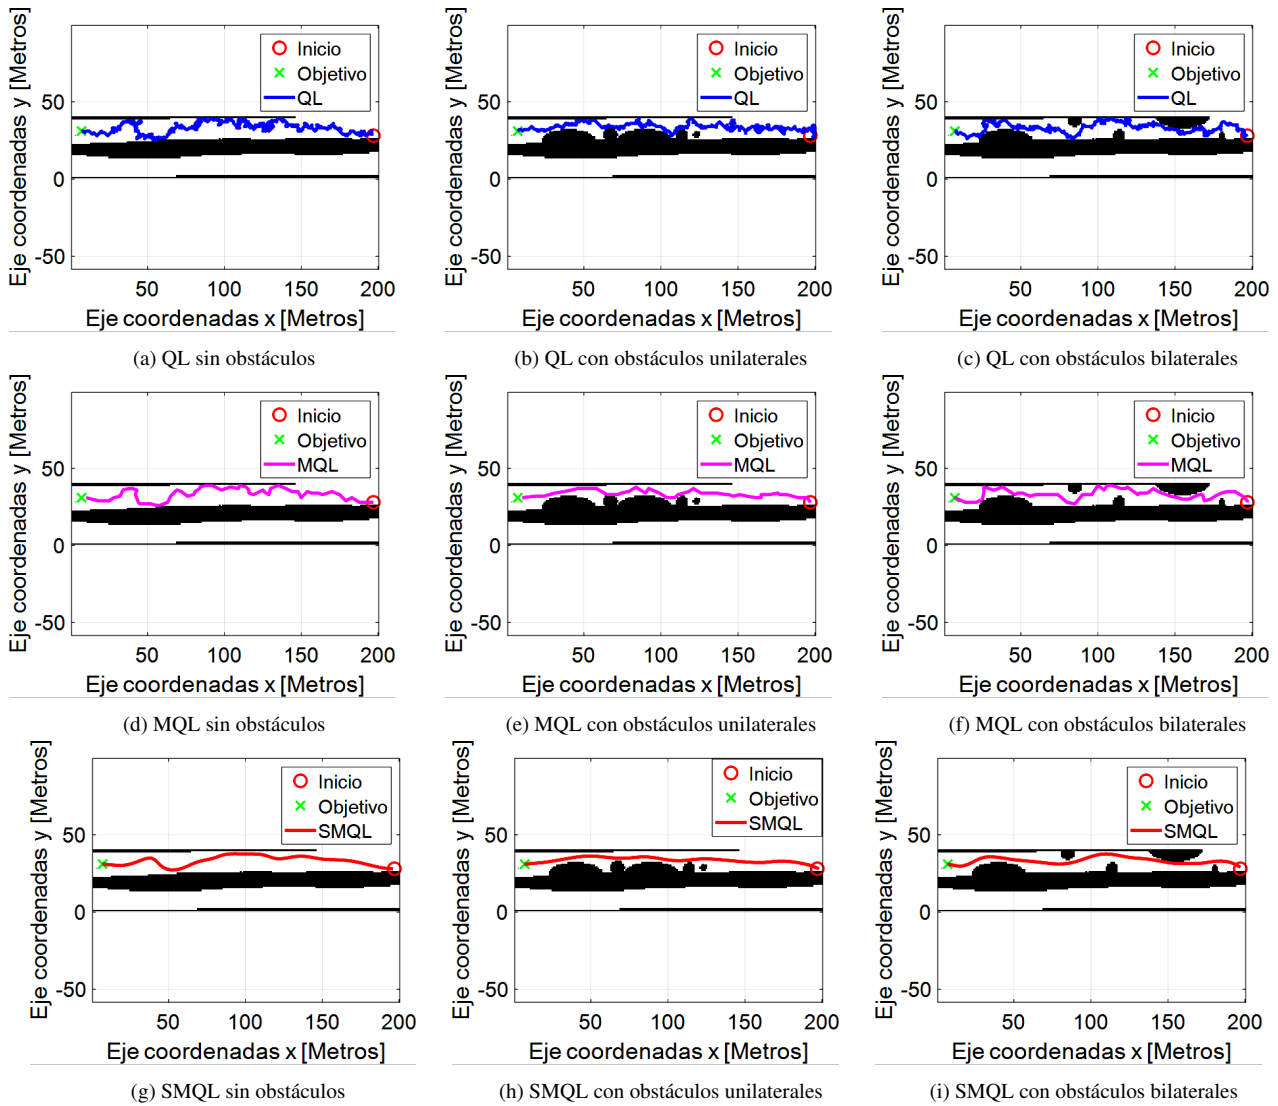 Eje coordenadas y [Metros]
50
0
-50
Inicio
Objetivo
QL
50
100
150
200
Eje coordenadas x [Metros]
(a) QL sin obstáculos
Eje coordenadas y [Metros]
50
0
-50
Inicio
Objetivo
QL
50
100
150
200
Eje coordenadas x [Metros]
(b) QL con obstáculos unilaterales
Eje coordenadas y [Metros]
50
0
-50
Inicio
Objetivo
QL
50
100
150
200
Eje coordenadas x [Metros]
(c) QL con obstáculos bilaterales
Eje coordenadas y [Metros]
50
0
-50
Inicio
Objetivo
MQL
50
100
150
200
Eje coordenadas x [Metros]
(d) MQL sin obstáculos
Eje coordenadas y [Metros]
50
0
-50
Inicio
Objetivo
MQL
50
100
150
200
Eje coordenadas x [Metros]
(e) MQL con obstáculos unilaterales
Eje coordenadas y [Metros]
50
0
-50
Inicio
Objetivo
MQL
50
100
150
200
Eje coordenadas x [Metros]
(f) MQL con obstáculos bilaterales
Eje coordenadas y [Metros]
50
0
-50
Inicio
Objetivo
SMQL
50
100
150
200
Eje coordenadas x [Metros]
(g) SMQL sin obstáculos
Eje coordenadas y [Metros]
50
0
-50
Inicio
Objetivo
SMQL
50
100
150
200
Eje coordenadas x [Metros]
(h) SMQL con obstáculos unilaterales
Eje coordenadas y [Metros]
50
0
-50
Inicio
Objetivo
SMQL
50
100
150
200
Eje coordenadas x [Metros]
(i) SMQL con obstáculos bilaterales